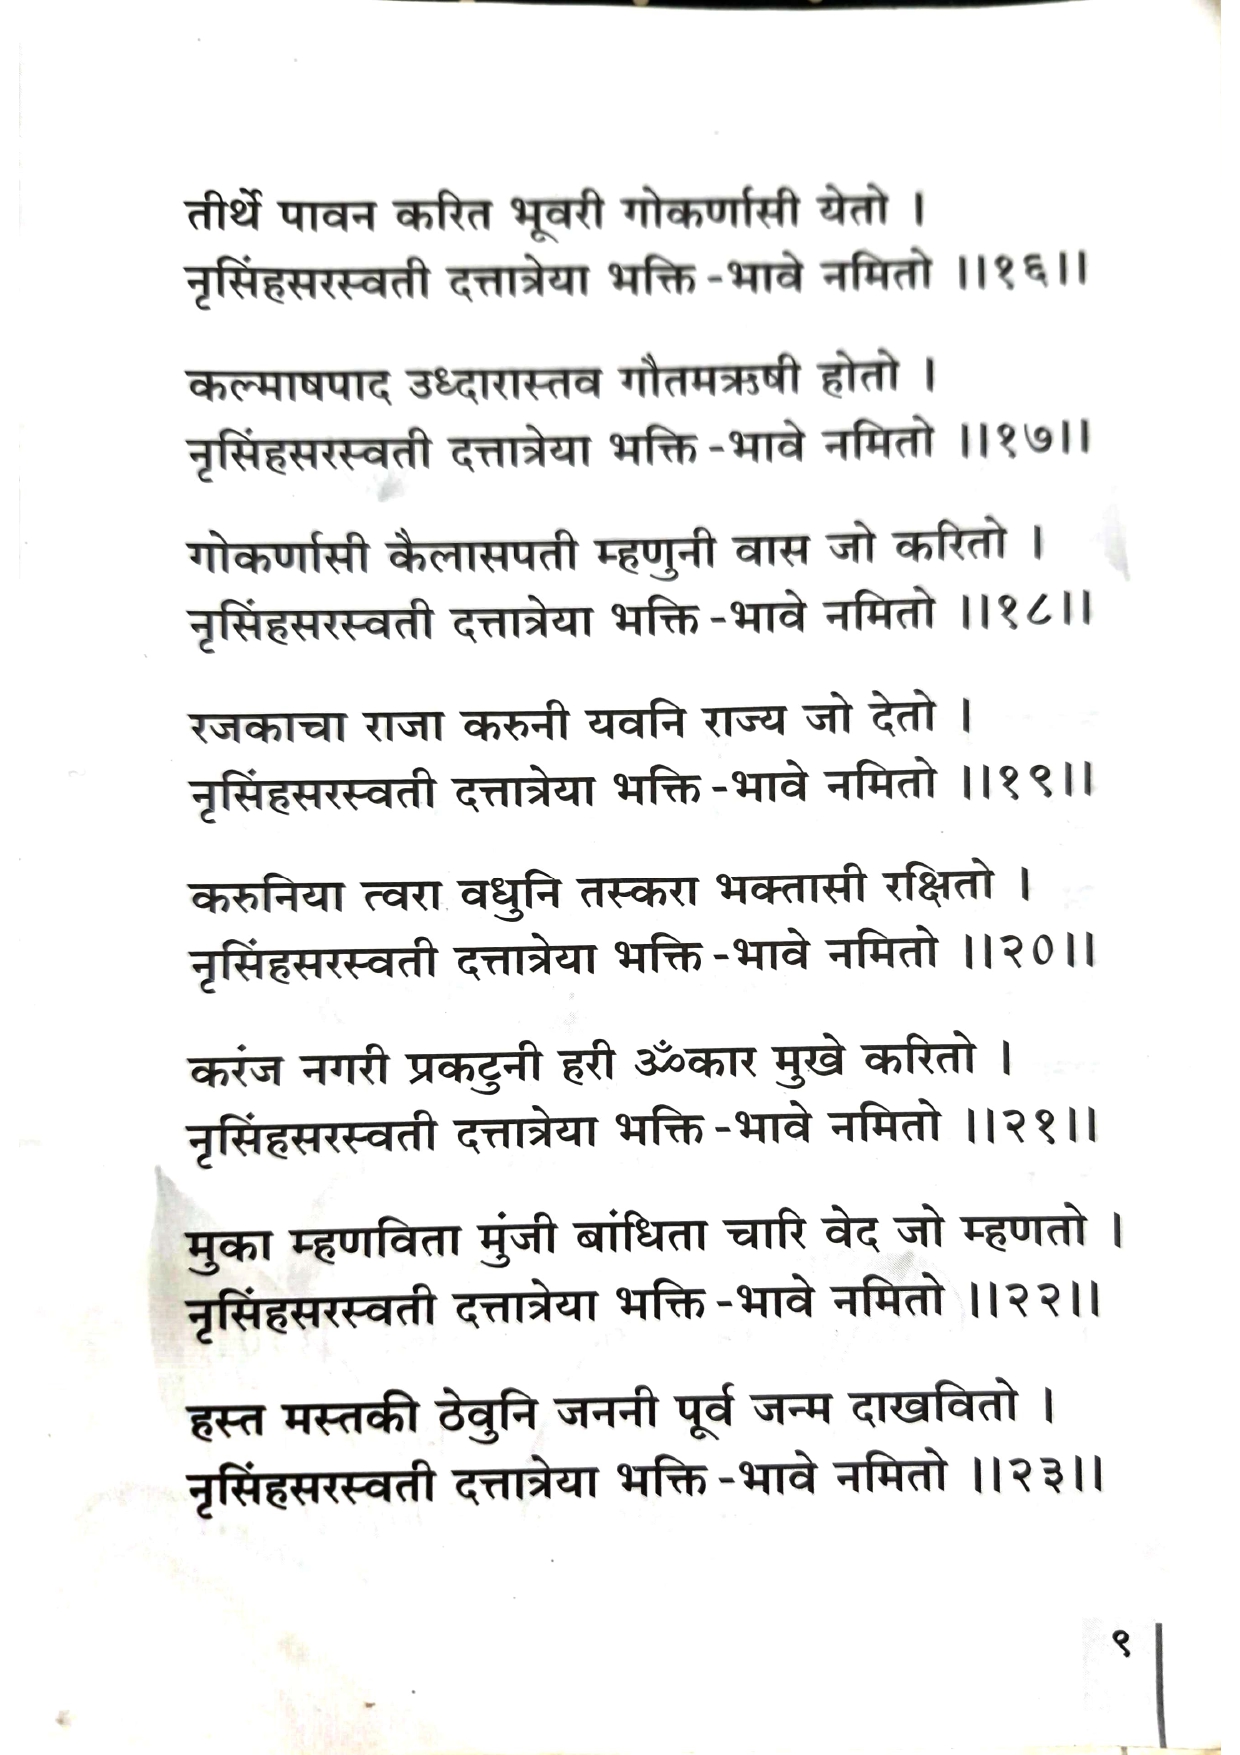 तीर्थे पावन करित भूवरी गोकर्णासी येतो ।
नृसिंहसरस्वती दत्तात्रेया भक्ति -भावे नमितो ।।१६।।
कल्माषपाद उध्दारास्तव गौतमऋषी होतो ।
नृसिंहसरस्वती दत्तात्रेया भक्ति -भावे नमितो ।।१७।।
गोकर्णासी कैलासपती म्हणुनी वास जो करितो ।
नृसिंहसरस्वती दत्तात्रेया भक्ति -भावे नमितो ।।१८।।
रजकाचा राजा करुनी यवनि राज्य जो देतो ।
नृसिंहसरस्वती दत्तात्रेया भक्ति -भावे नमितो ।।१९।।
करुनिया त्वरा वधुनि तस्करा भक्तासी रक्षितो ।
नृसिंहसरस्वती दत्तात्रेया भक्ति -भावे नमितो ।।२०।।
करंज नगरी प्रकटुनी हरी ॐकार मुखे करितो ।
नृसिंहसरस्वती दत्तात्रेया भक्ति -भावे नमितो ।।२१।।
मुका म्हणविता मुंजी बांधिता चारि वेद जो म्हणतो ।
नृसिंहसरस्वती दत्तात्रेया भक्ति -भावे नमितो ।।२२।।
हस्त मस्तकी ठेवुनि जननी पूर्व जन्म दाखवितो ।
नृसिंहसरस्वती दत्तात्रेया भक्ति -भावे नमितो ।।२३।।
९